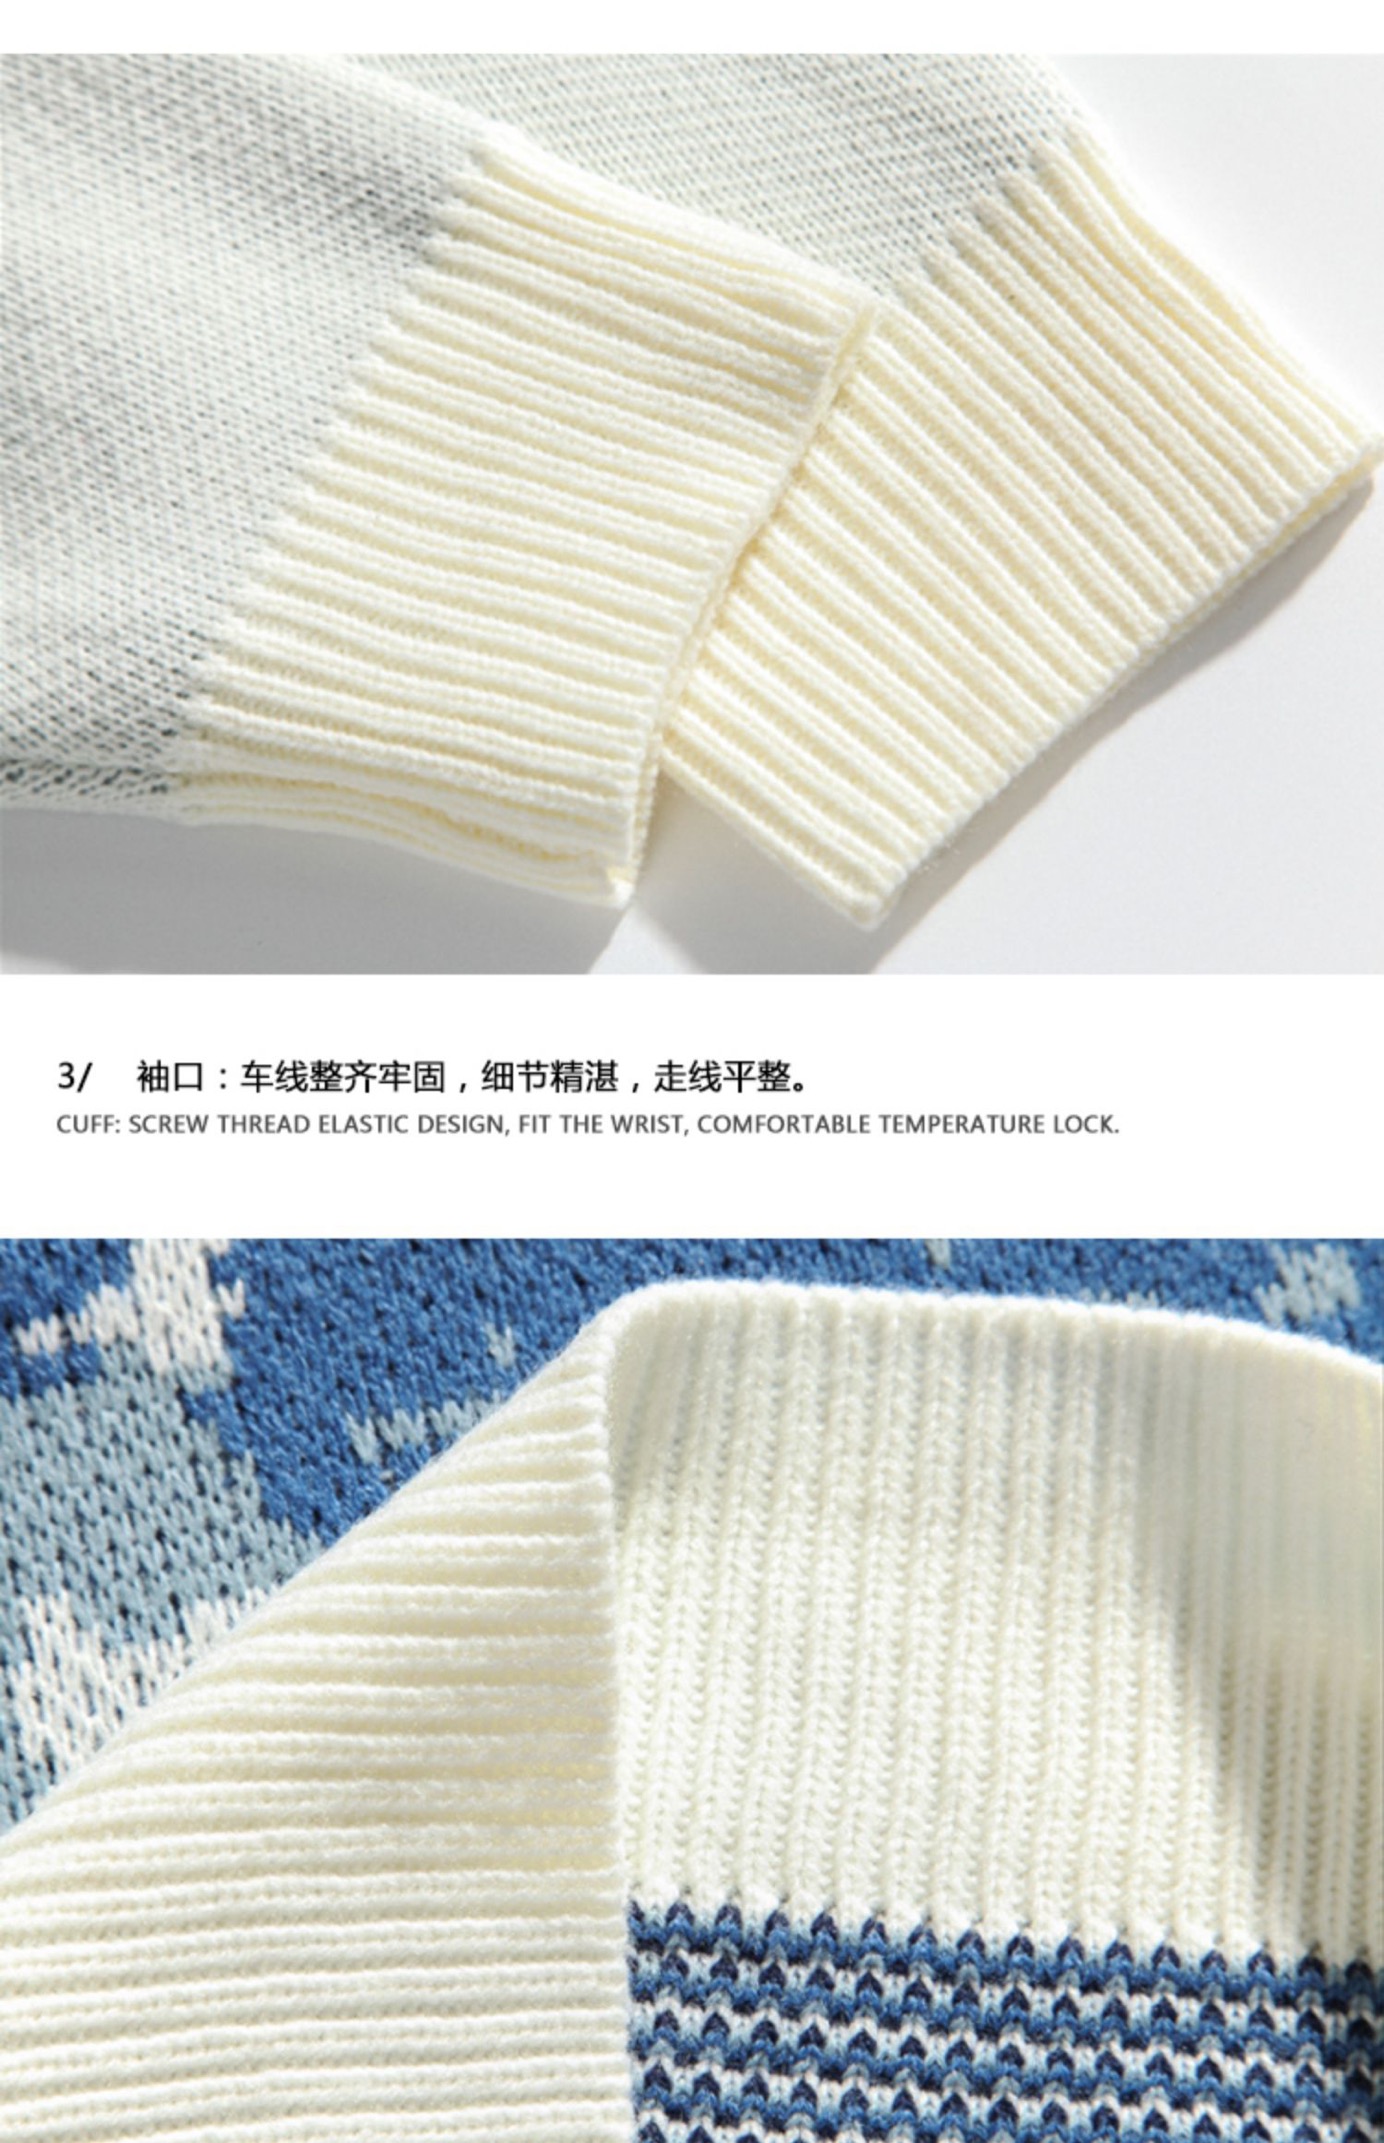 3/ 袖口：车线整齐牢固，细节精湛，走线平整。
CUFF: SCREW THREAD ELASTIC DESIGN, FIT THE WRIST, COMFORTABLE TEMPERATURE LOCK.